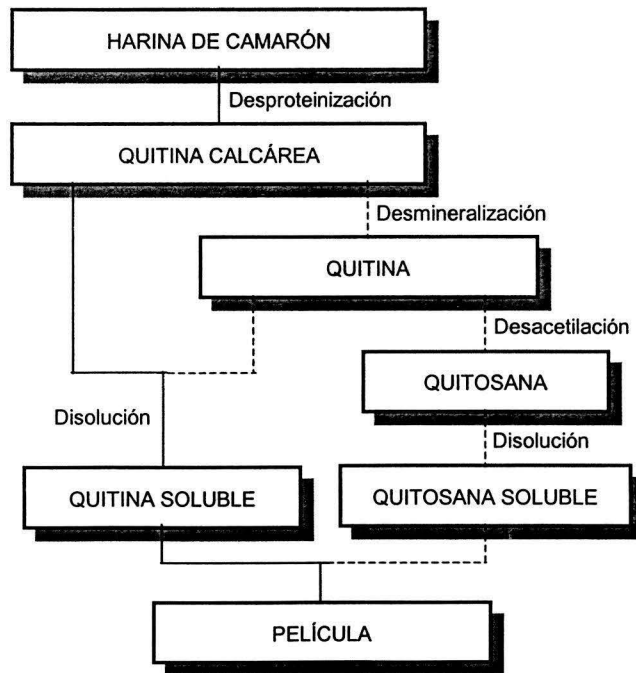 HARINA DE CAMARÓN
Desproteinización
QUITINA CALCÁREA
Desmineralización
QUITINA
Desacetilación
QUITOSANA
Disolución
Disolución
QUITINA SOLUBLE
QUITOSANA SOLUBLE
PELÍCULA